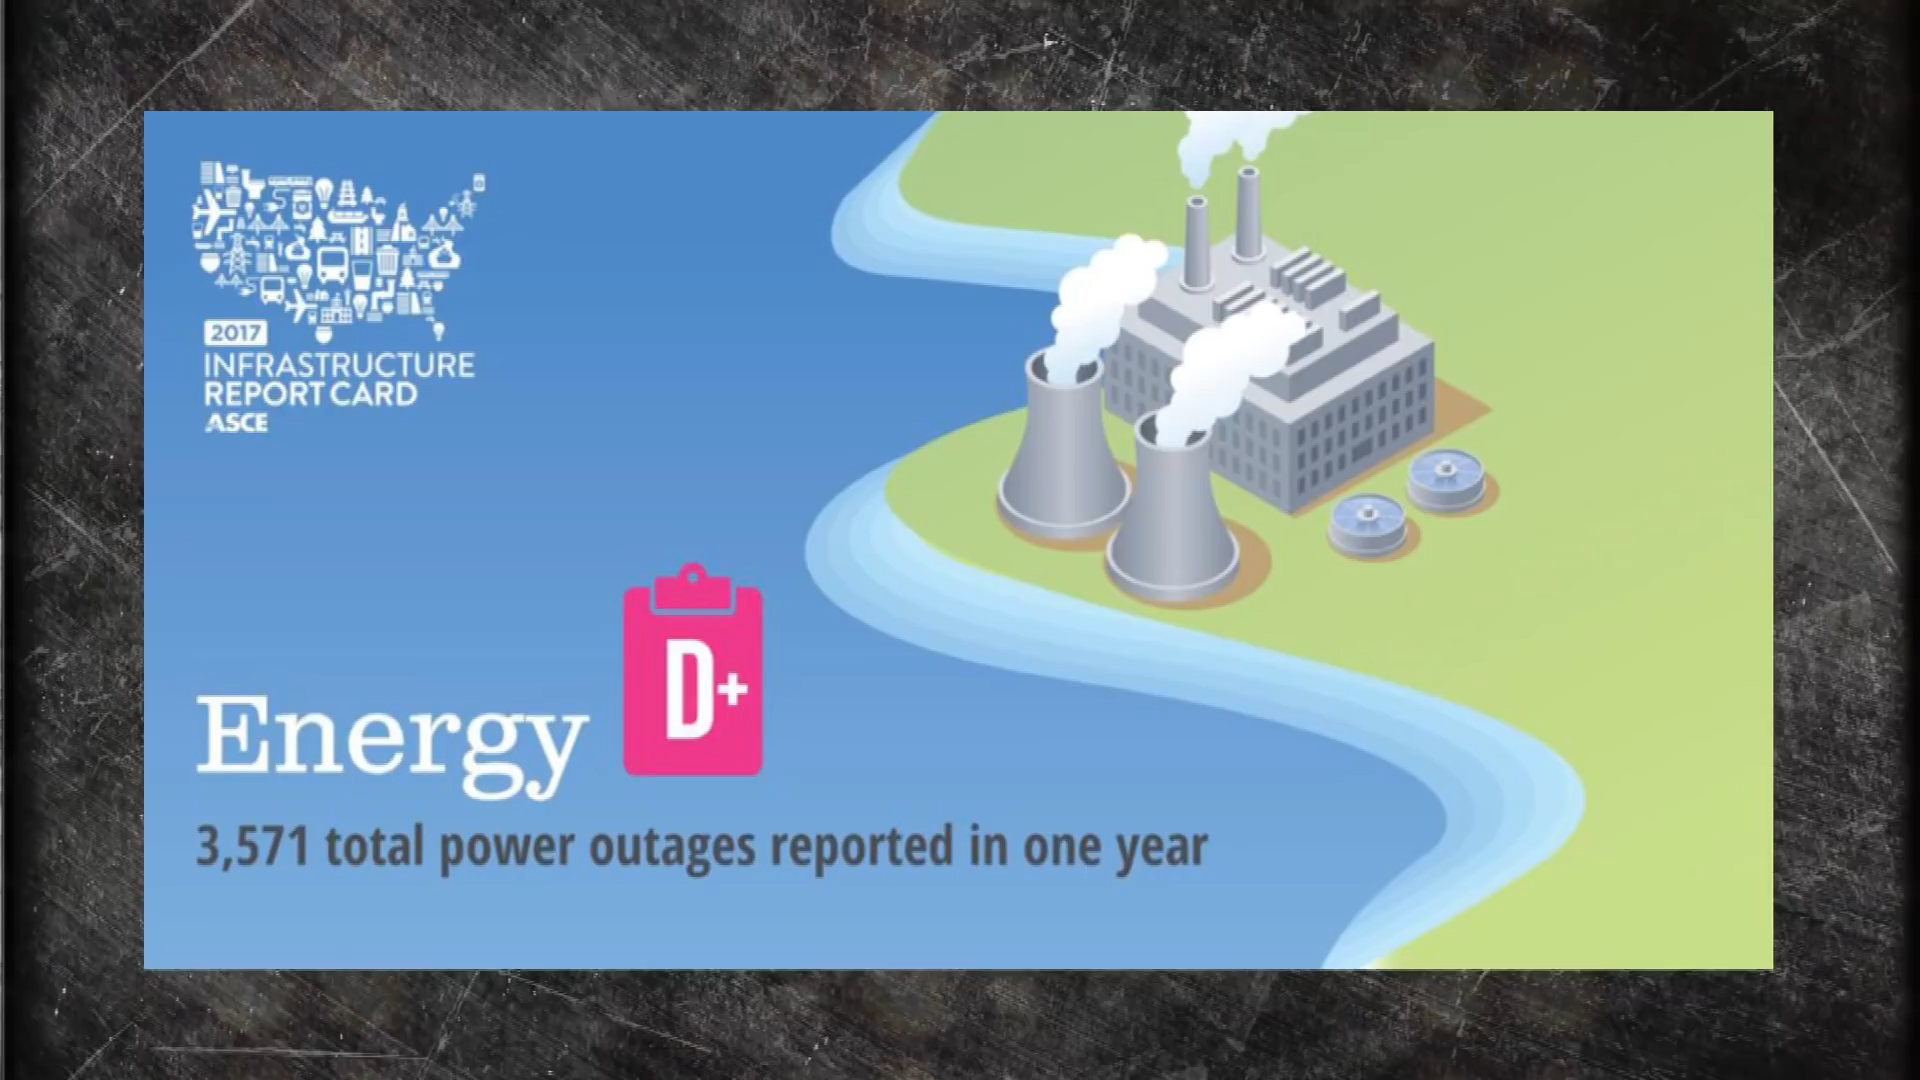 2017
INFRASTRUCTURE
REPORT CARD
ASCE
Energy
D+
3,571 total power outages reported in one year